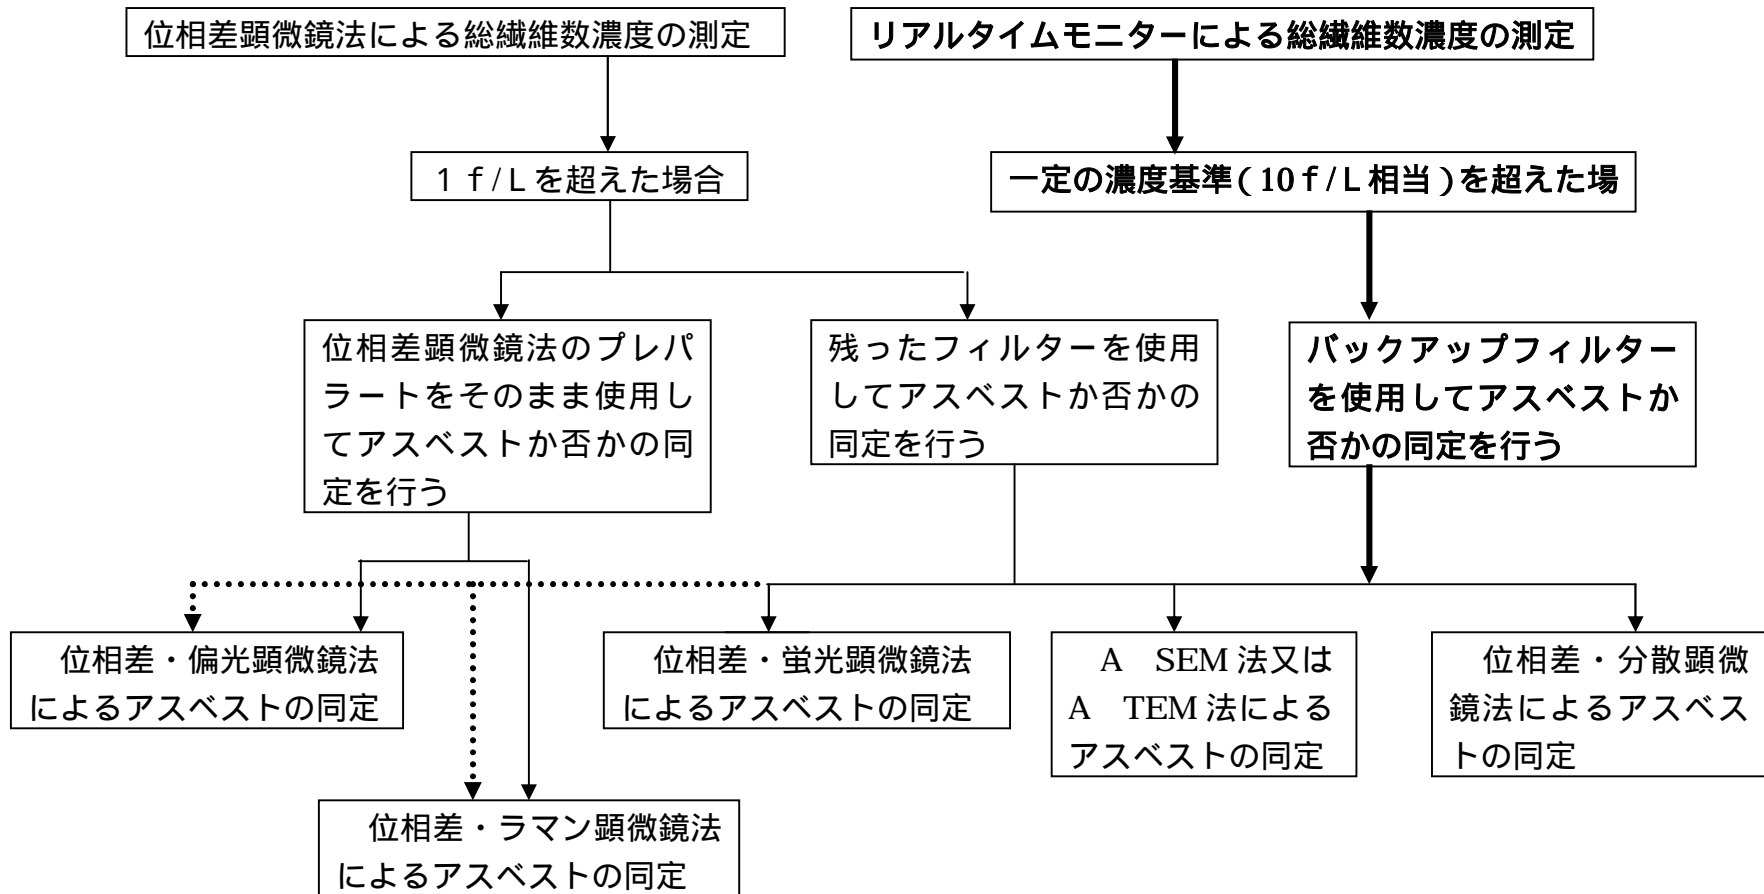 位相差顕微鏡法による総繊維数濃度の測定
リアルタイムモニターによる総繊維数濃度の測定
1 f/Lを超えた場合
一定の濃度基準(10 f/L 相当)を超えた場
位相差顕微鏡法のプレパ
ラートをそのまま使用し
てアスベストか否かの同
定を行う
残ったフィルターを使用
してアスベストか否かの
同定を行う
バックアップフィルター
を使用してアスベストか
否かの同定を行う
位相差・偏光顕微鏡法
によるアスベストの同定
位相差・蛍光顕微鏡法
によるアスベストの同定
A SEM 法又は
A TEM 法による
アスベストの同定
位相差・分散顕微
鏡法によるアスベス
トの同定
位相差・ラマン顕微鏡法
によるアスベストの同定